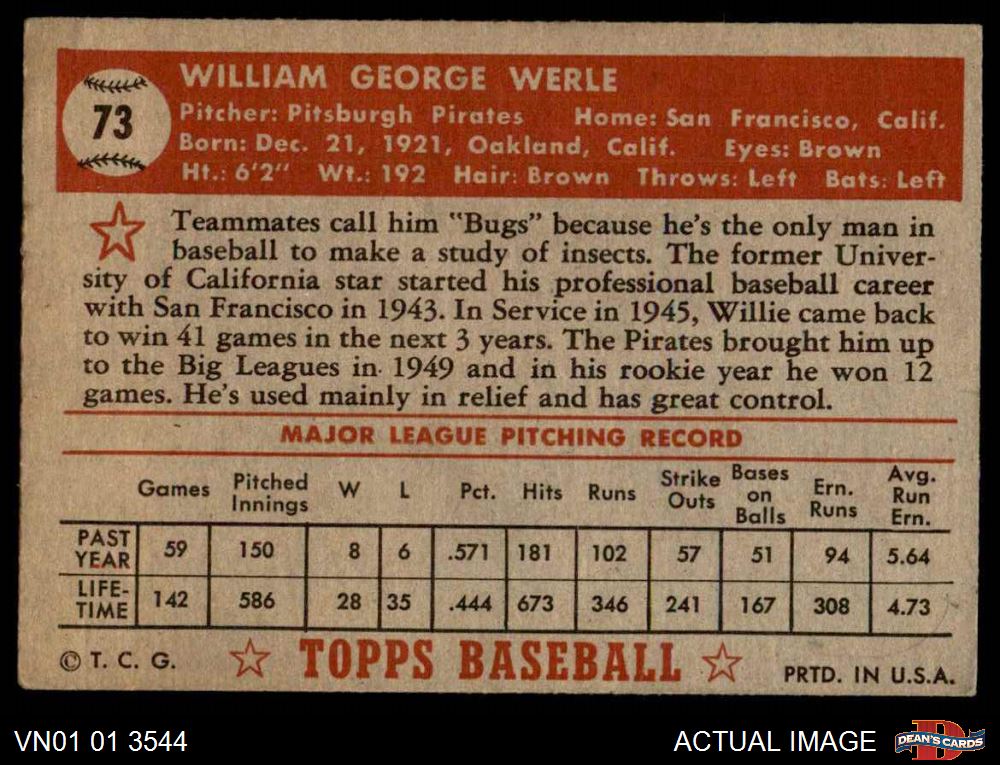 73
WILLIAM GEORGE WERLE
Pitcher: Pitsburgh Pirates Home: San Francisco, Calif.
Born: Dec. 21, 1921, Oakland, Calif. Eyes: Brown
Ht.: 6'2" Wt.: 192 Hair: Brown Throws: Left Bats: Left
Teammates call him "Bugs" because he's the only man in
baseball to make a study of insects. The former Univer-
sity of California star started his professional baseball career
with San Francisco in 1943. In Service in 1945, Willie came back
to win 41 games in the next 3 years. The Pirates brought him up
to the Big Leagues in 1949 and in his rookie year he won 12
games. He's used mainly in relief and has great control.
MAJOR LEAGUE PITCHING RECORD
Games Pitched Innings W L Pct. Hits Runs Strike Outs Bases on Balls Ern. Runs Avg. Run Ern.
PAST YEAR 59 150 8 6 .571 181 102 57 51 94 5.64
LIFE-TIME 142 586 28 35 .444 673 346 241 167 308 4.73
© T. C. G. TOPPS BASEBALL PRTD. IN U.S.A.
VN01 01 3544 ACTUAL IMAGE DEAN'S CARDS